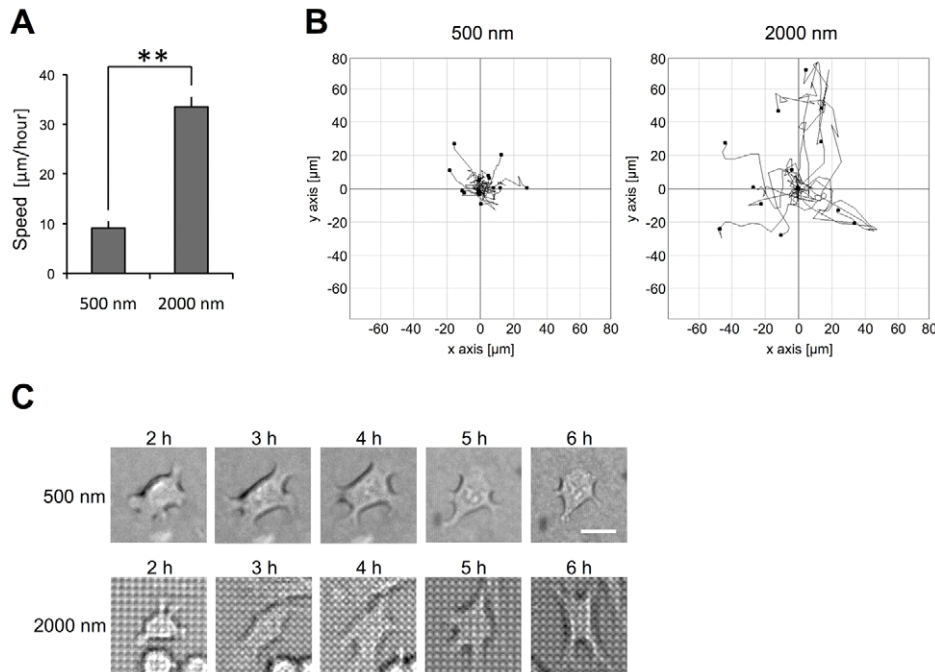 A
**
Speed [µm/hour]
40
30
20
10
0
500 nm 2000 nm
B
500 nm
y axis [µm]
80
60
40
20
0
-20
-40
-60
-60 -40 -20 0 20 40 60 80
x axis [µm]
2000 nm
y axis [µm]
80
60
40
20
0
-20
-40
-60
-60 -40 -20 0 20 40 60 80
x axis [µm]
C
2 h 3 h 4 h 5 h 6 h
500 nm
2 h 3 h 4 h 5 h 6 h
2000 nm